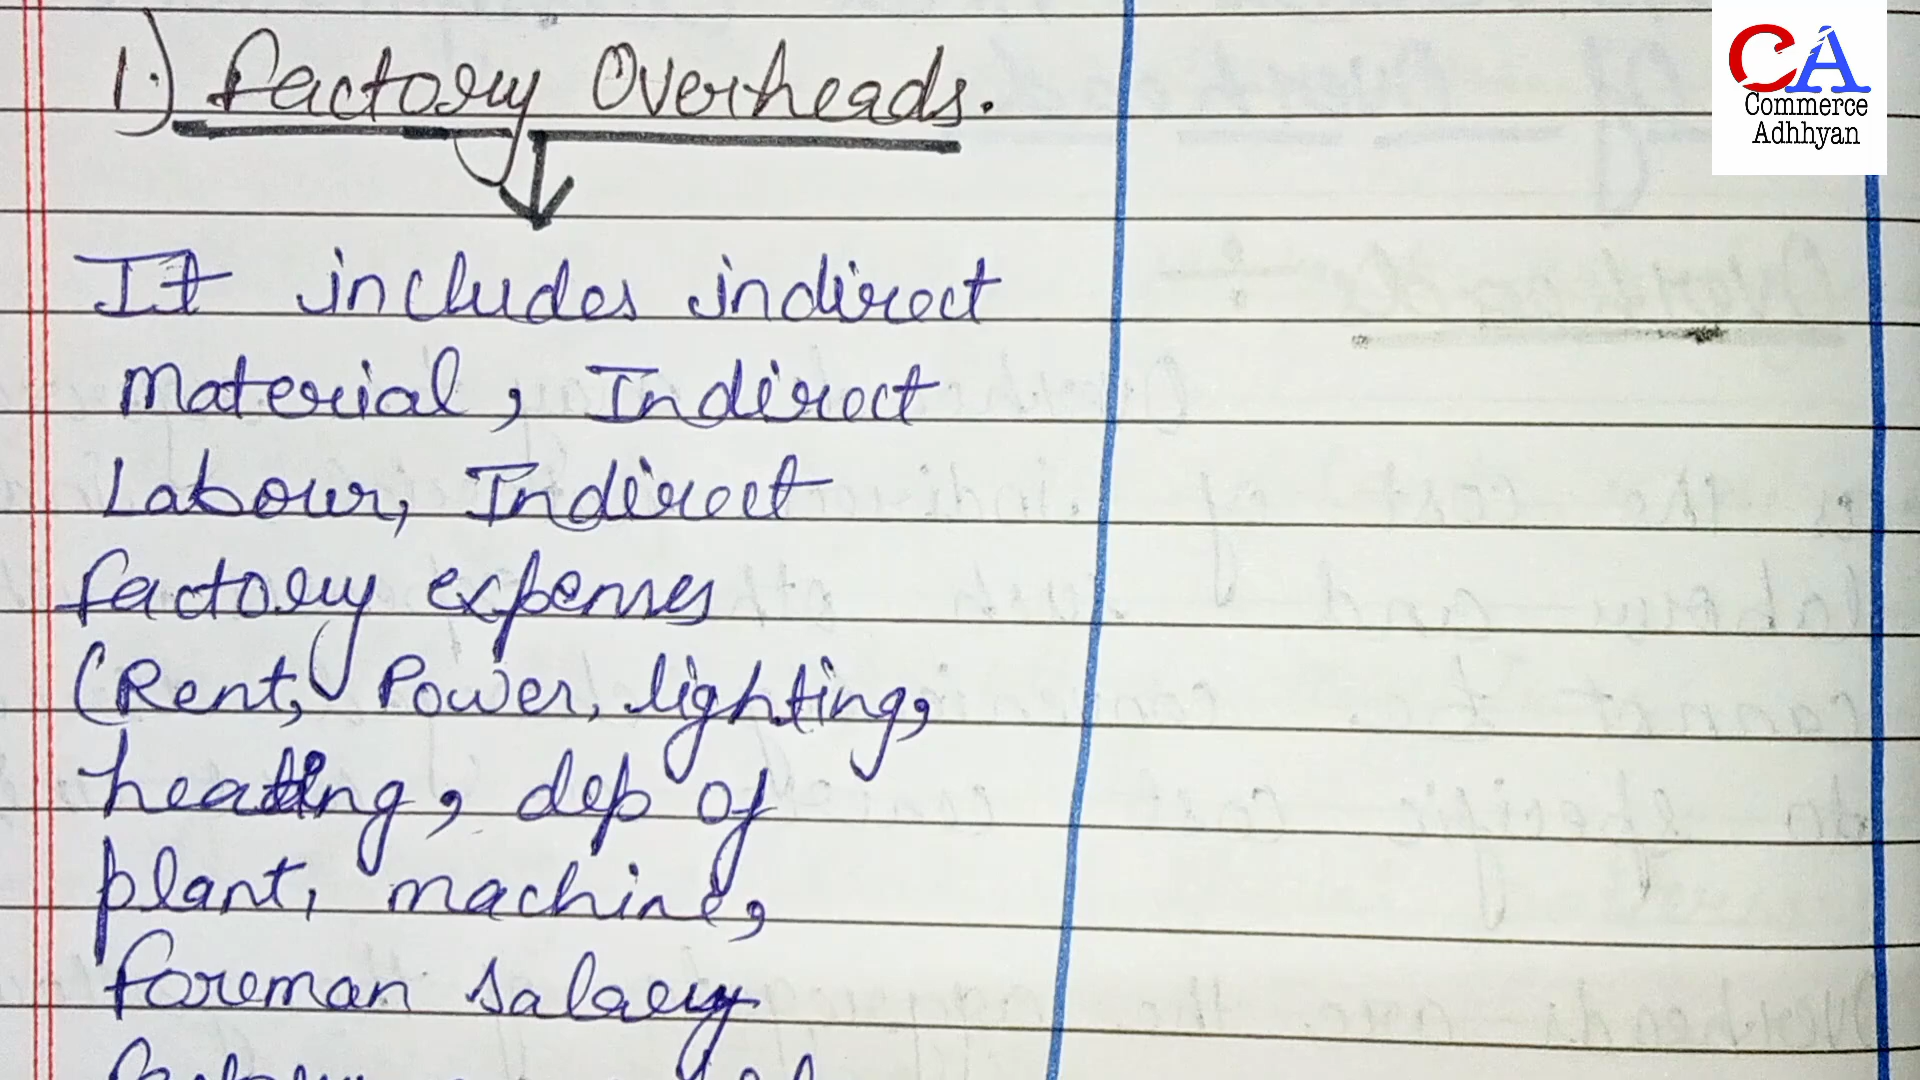 1.) Factory Overheads.
It includes indirect
Material, Indirect
Labour, Indirect
factory expenses
(Rent, Power, lighting,
heating, dep of
plant, machine,
foreman salary
CA
Commerce
Adhhyan